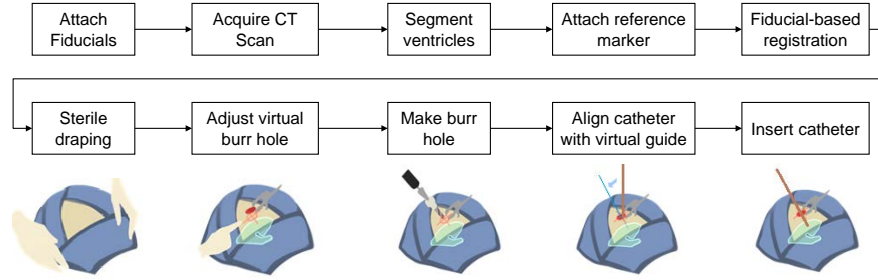 Attach
Fiducials
Acquire CT
Scan
Segment
ventricles
Attach reference
marker
Fiducial-based
registration
Sterile
draping
Adjust virtual
burr hole
Make burr
hole
Align catheter
with virtual guide
Insert catheter